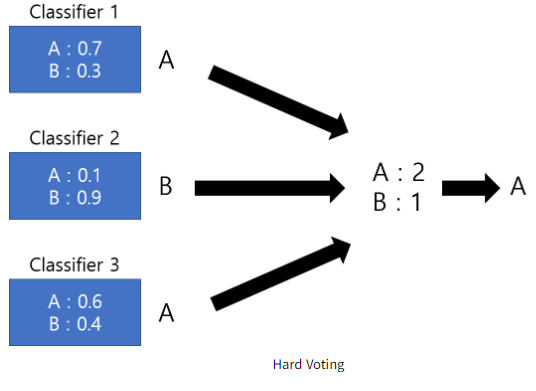 Classifier 1
A : 0.7
B : 0.3
A
Classifier 2
A : 0.1
B : 0.9
B
Classifier 3
A : 0.6
B : 0.4
A
A : 2
B : 1
A
Hard Voting